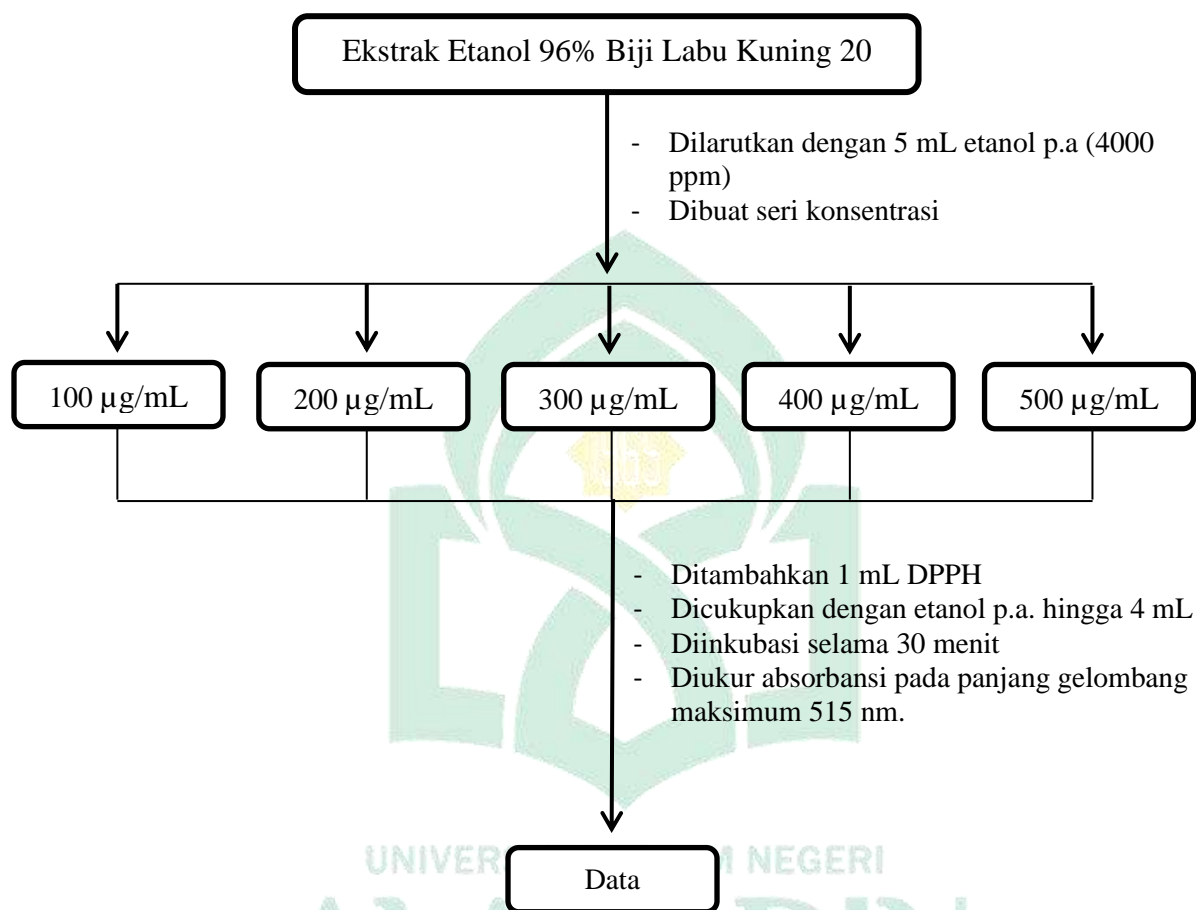 Ekstrak Etanol 96% Biji Labu Kuning 20
- Dilarutkan dengan 5 mL etanol p.a (4000
ppm)
- Dibuat seri konsentrasi
100 µg/mL
200 µg/mL
300 µg/mL
400 µg/mL
500 µg/mL
- Ditambahkan 1 mL DPPH
- Dicukupkan dengan etanol p.a. hingga 4 mL
- Diinkubasi selama 30 menit
- Diukur absorbansi pada panjang gelombang
maksimum 515 nm.
NEGERI
Data